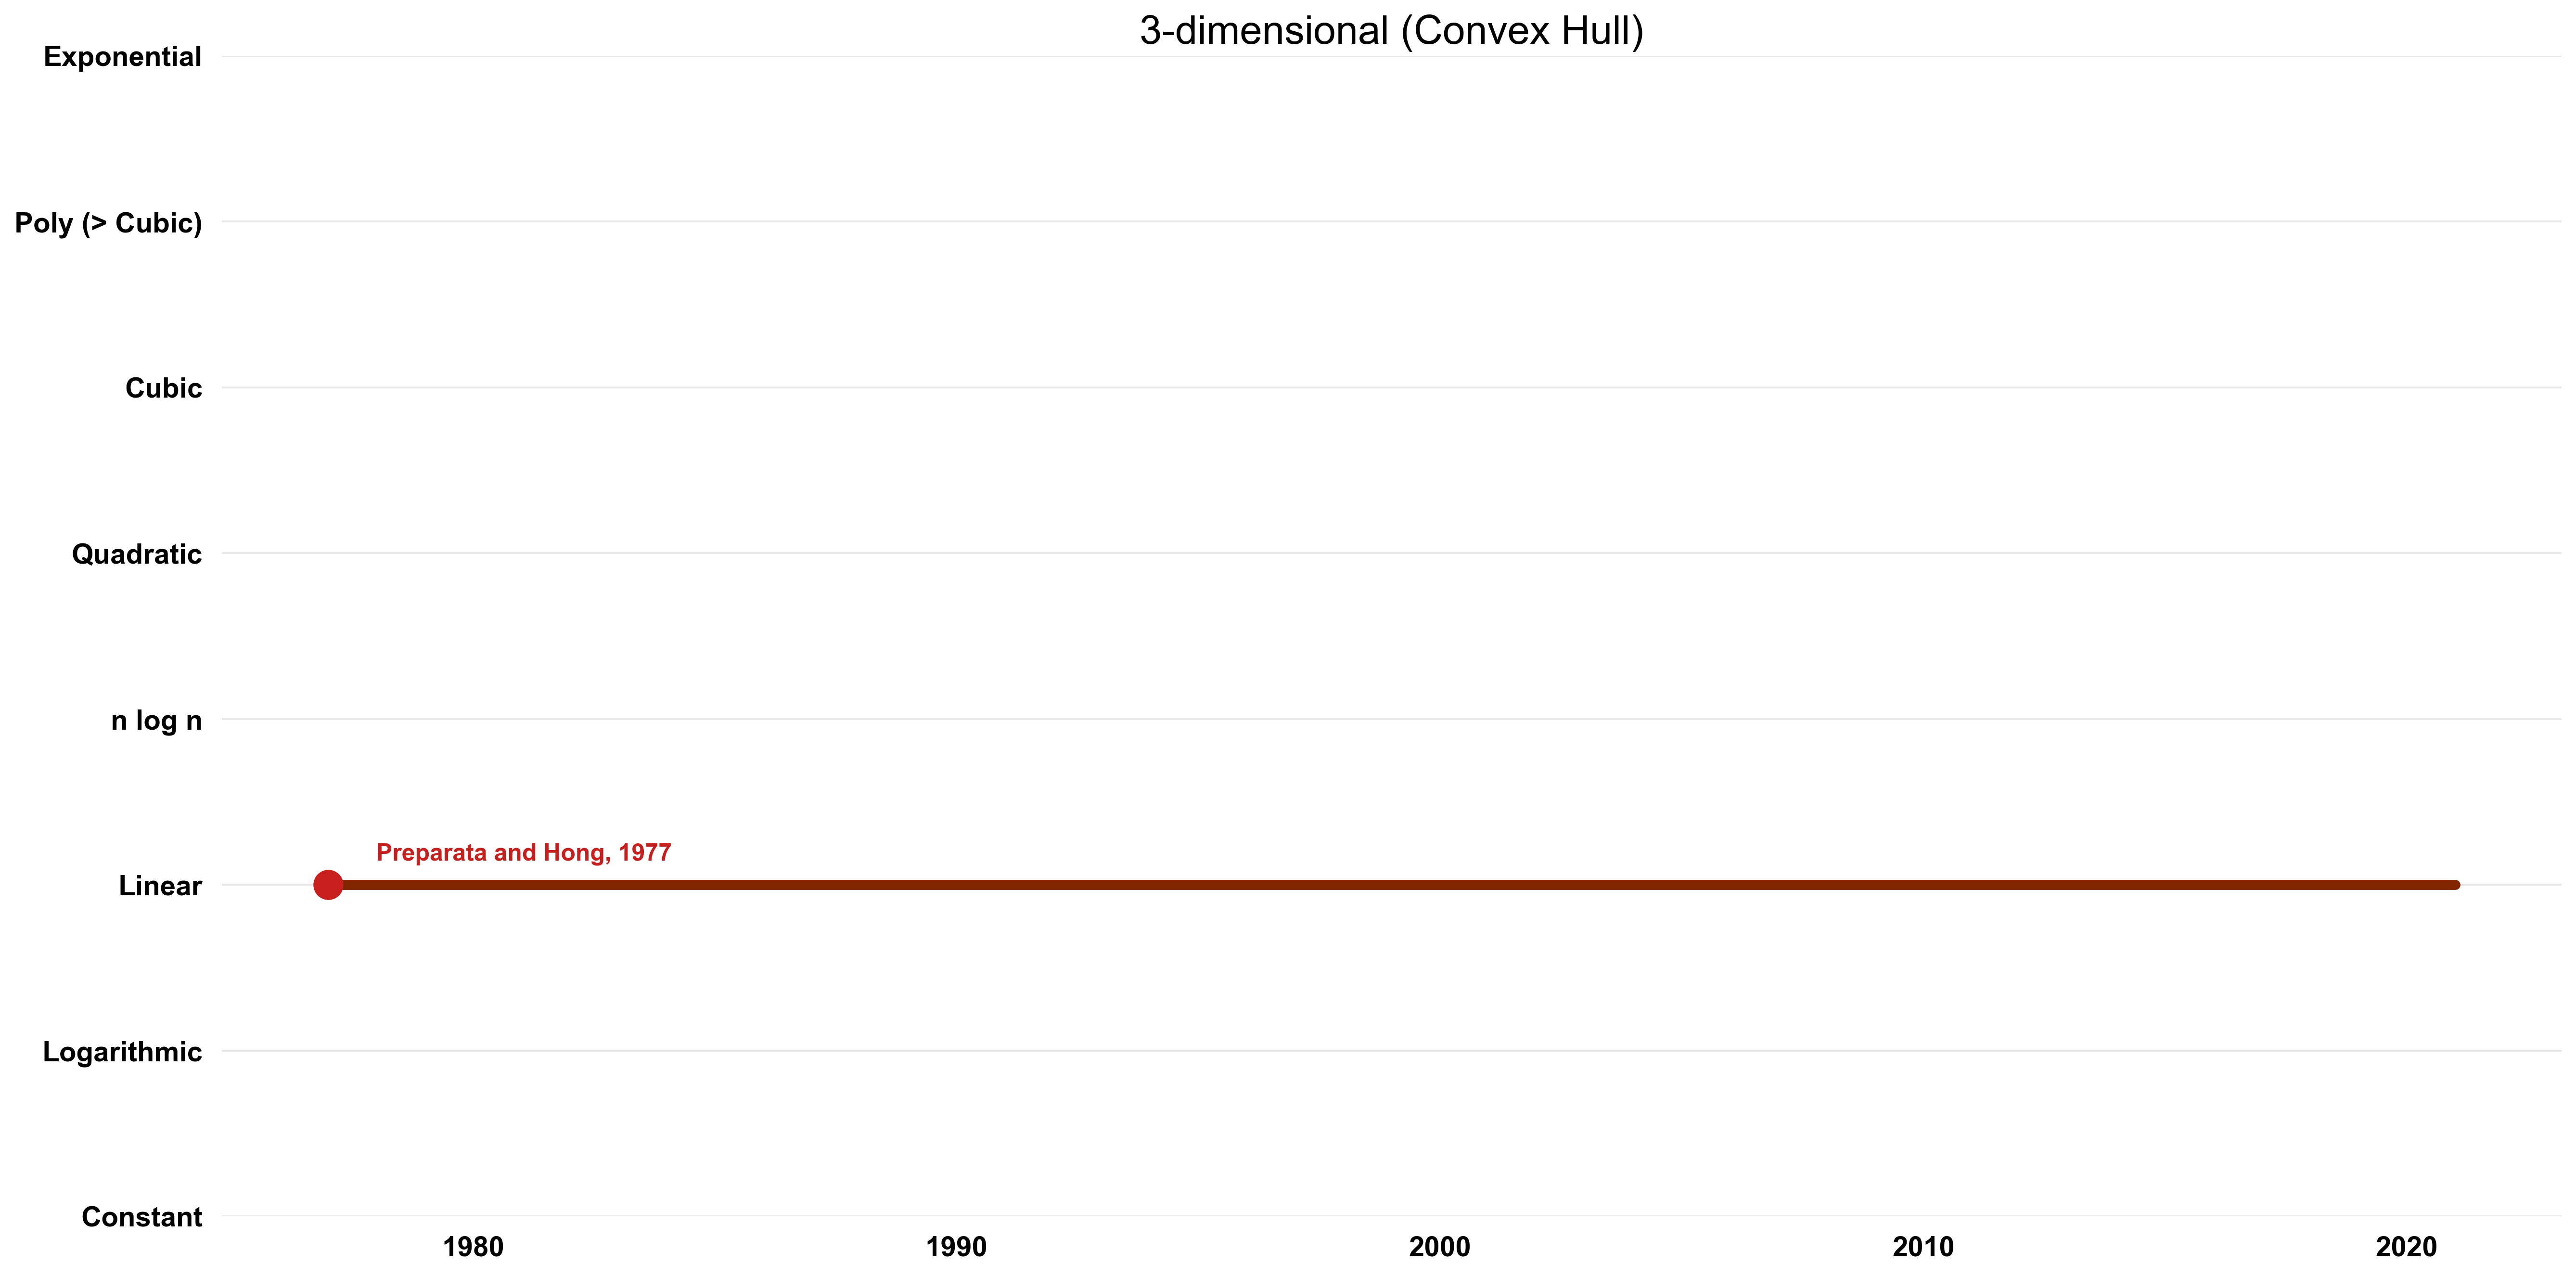 3-dimensional (Convex Hull)
Exponential
Poly (> Cubic)
Cubic
Quadratic
n log n
Preparata and Hong, 1977
Linear
Logarithmic
Constant
1980 1990 2000 2010 2020